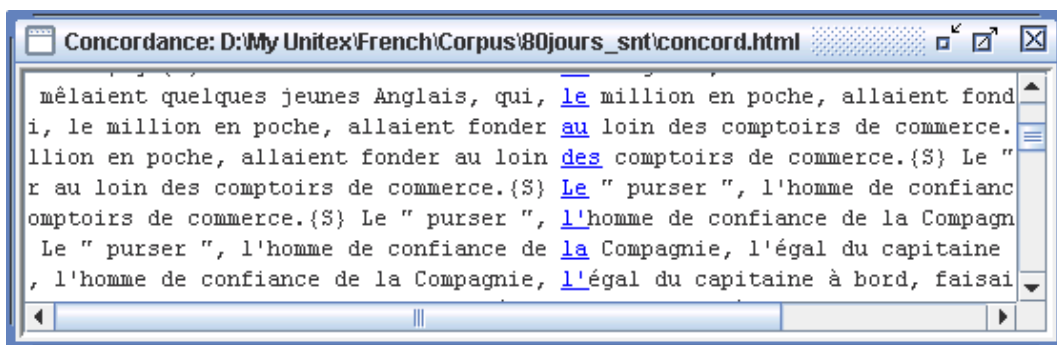 Concordance: D:\My Unitex\French\Corpus\80jours_snt\concord.html
mêlaient quelques jeunes Anglais, qui, le million en poche, allaient fond
i, le million en poche, allaient fonder au loin des comptoirs de commerce.
llion en poche, allaient fonder au loin des comptoirs de commerce.{S} Le "
r au loin des comptoirs de commerce.{S} Le " purser ", l'homme de confianc
omptoirs de commerce.{S} Le " purser ", l'homme de confiance de la Compagn
Le " purser ", l'homme de confiance de la Compagnie, l'égal du capitaine
, l'homme de confiance de la Compagnie, l'égal du capitaine à bord, faisai